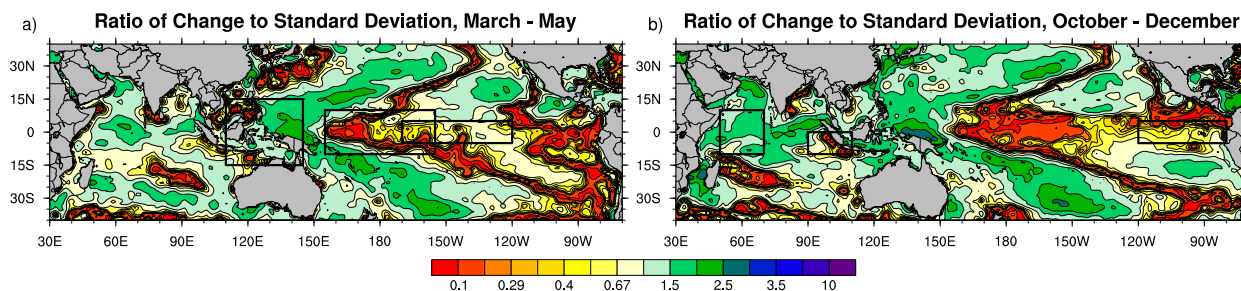 a) Ratio of Change to Standard Deviation, March - May
b) Ratio of Change to Standard Deviation, October - December
30N
15N
0
15S
30S
30E 60E 90E 120E 150E 180 150W 120W 90W
30N
15N
0
15S
30S
30E 60E 90E 120E 150E 180 150W 120W 90W
0.1 0.29 0.4 0.67 1.5 2.5 3.5 10